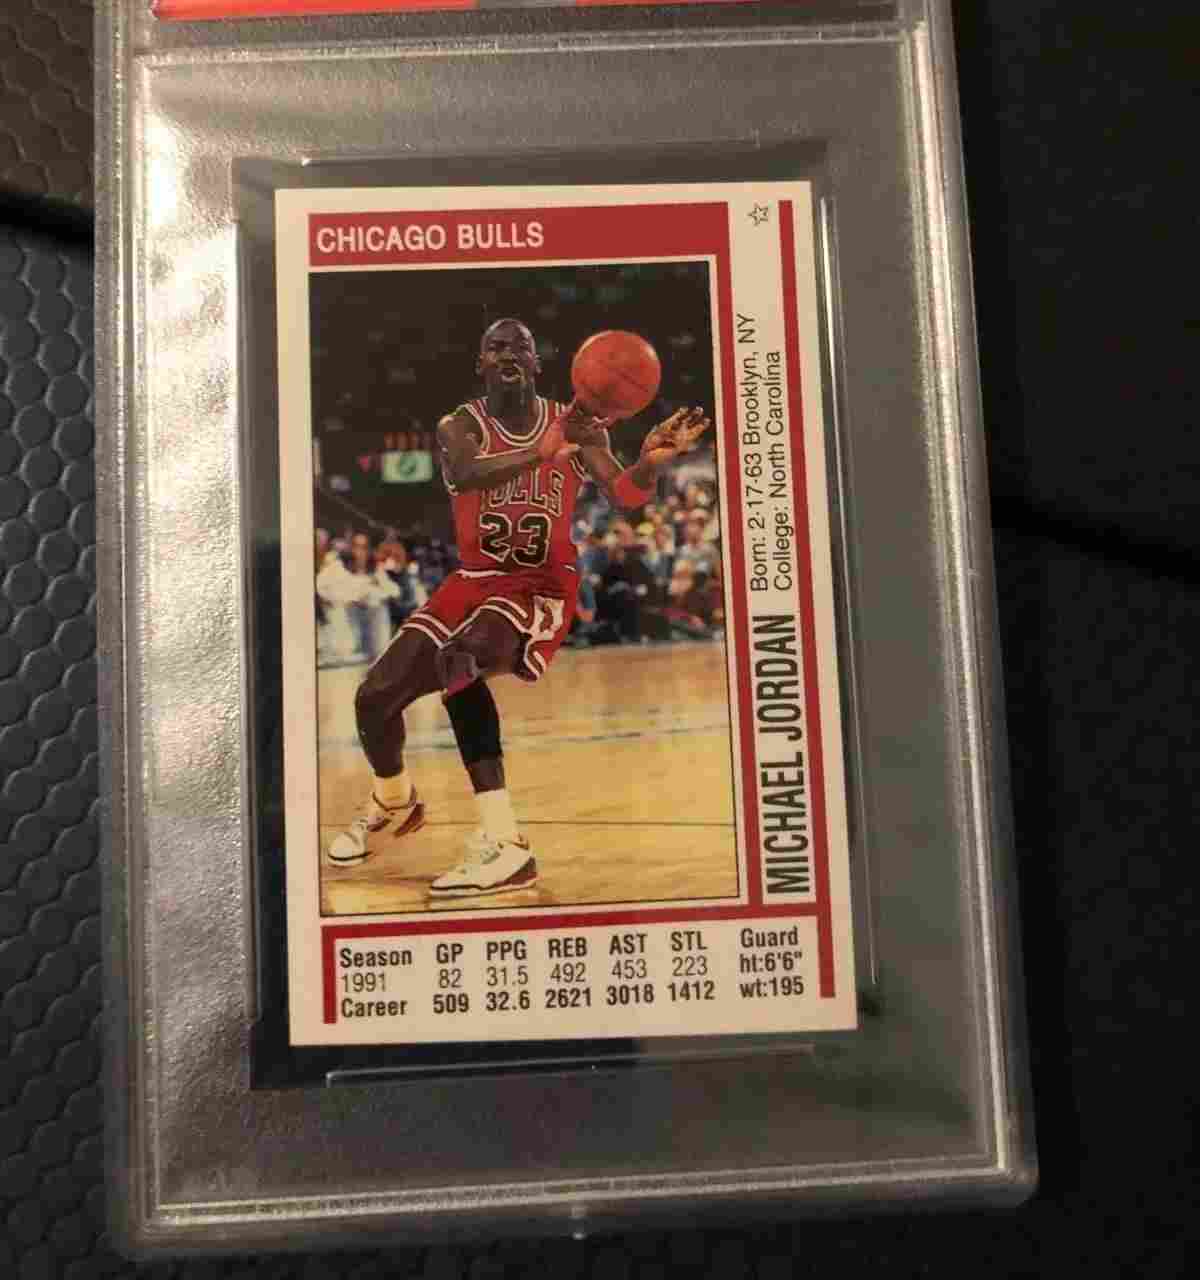 CHICAGO BULLS
BULLS
23
Born: 2-17-63 Brooklyn, NY
College: North Carolina
MICHAEL JORDAN
Season GP PPG REB AST STL
1991 82 31.5 492 453 223
Career 509 32.6 2621 3018 1412
Guard
ht:6'6"
wt:195